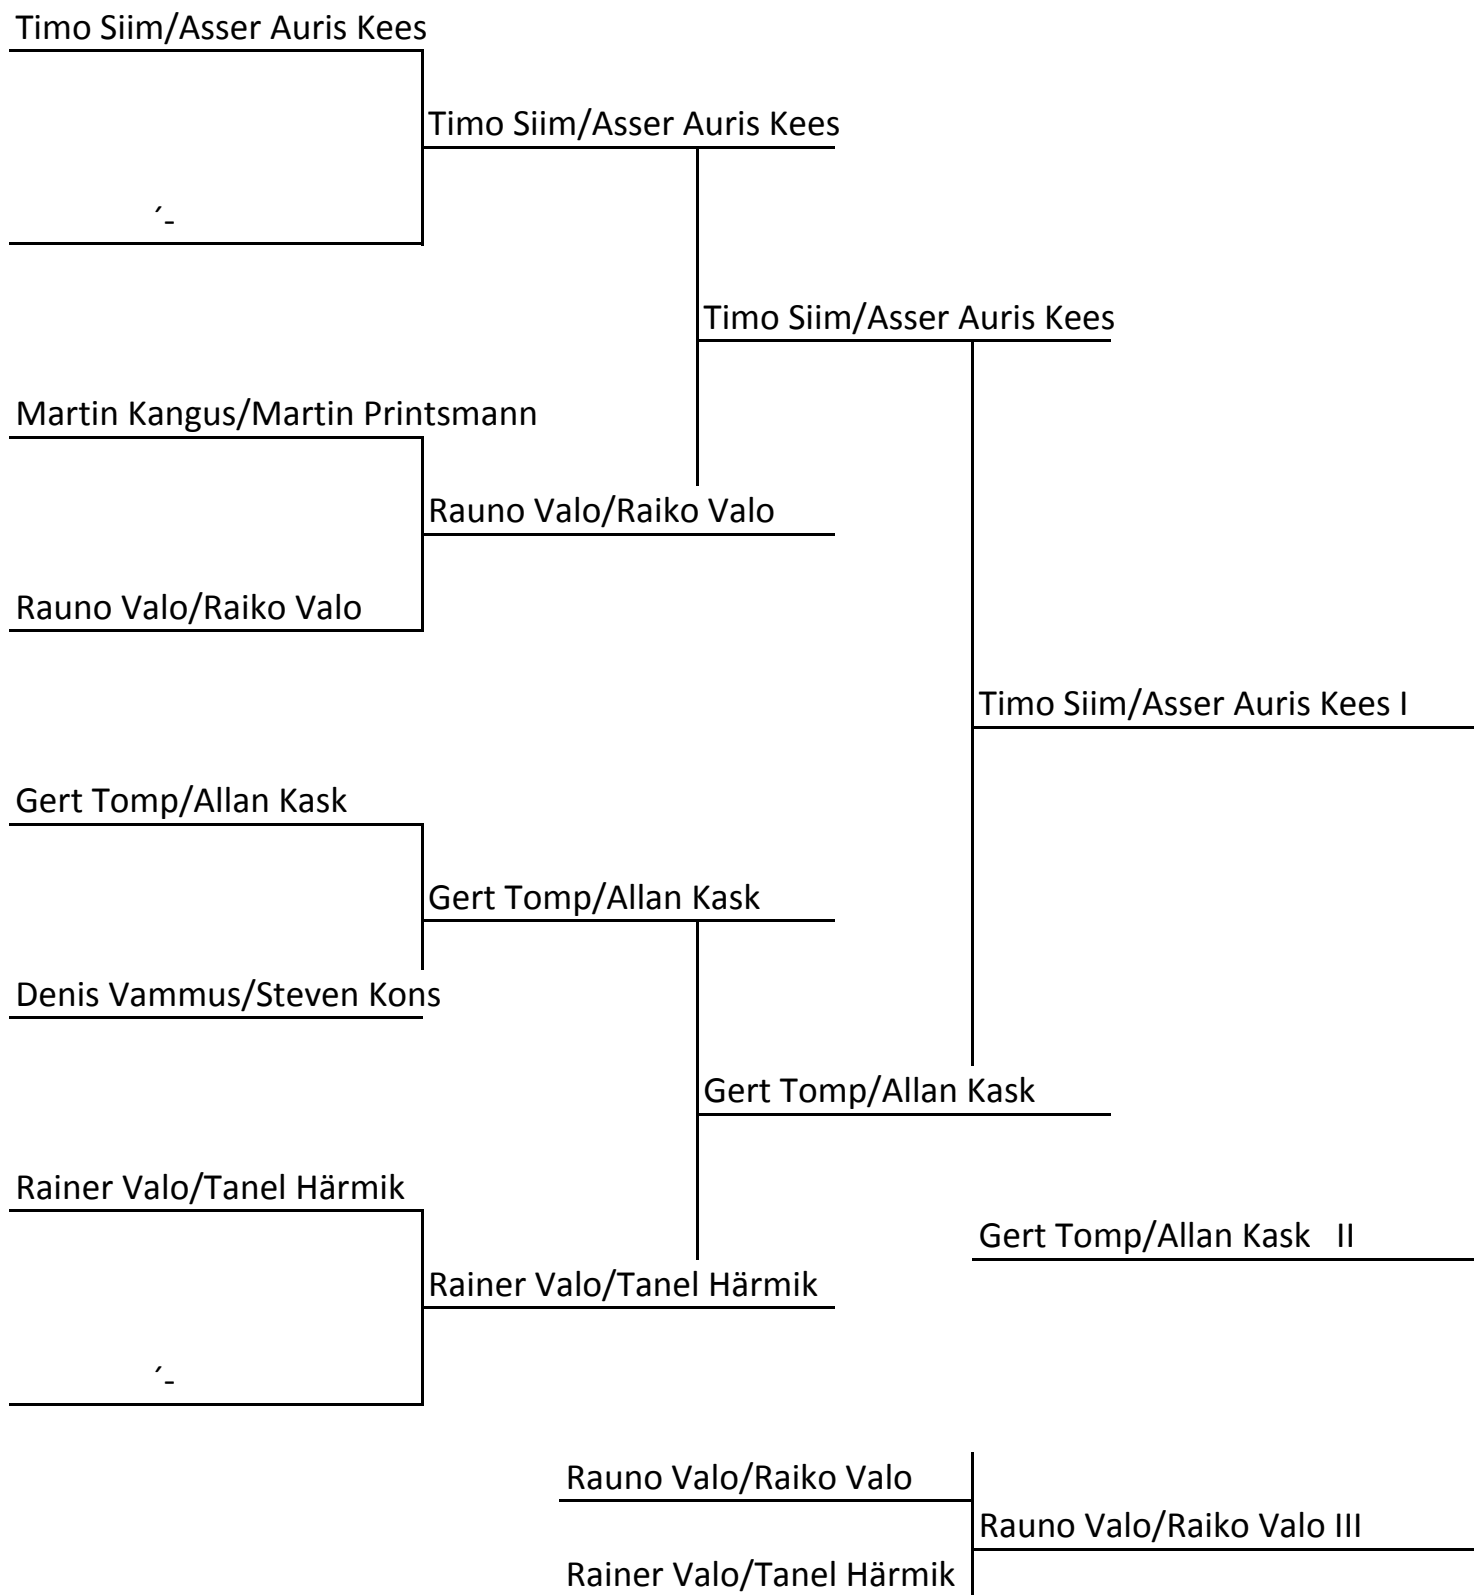 Timo Siim/Asser Auris Kees
Timo Siim/Asser Auris Kees
´-
Timo Siim/Asser Auris Kees
Martin Kangus/Martin Printsmann
Rauno Valo/Raiko Valo
Rauno Valo/Raiko Valo
Timo Siim/Asser Auris Kees I
Gert Tomp/Allan Kask
Gert Tomp/Allan Kask
Denis Vammus/Steven Kons
Gert Tomp/Allan Kask
Rainer Valo/Tanel Härmik
Gert Tomp/Allan Kask II
Rainer Valo/Tanel Härmik
´-
Rauno Valo/Raiko Valo
Rauno Valo/Raiko Valo III
Rainer Valo/Tanel Härmik